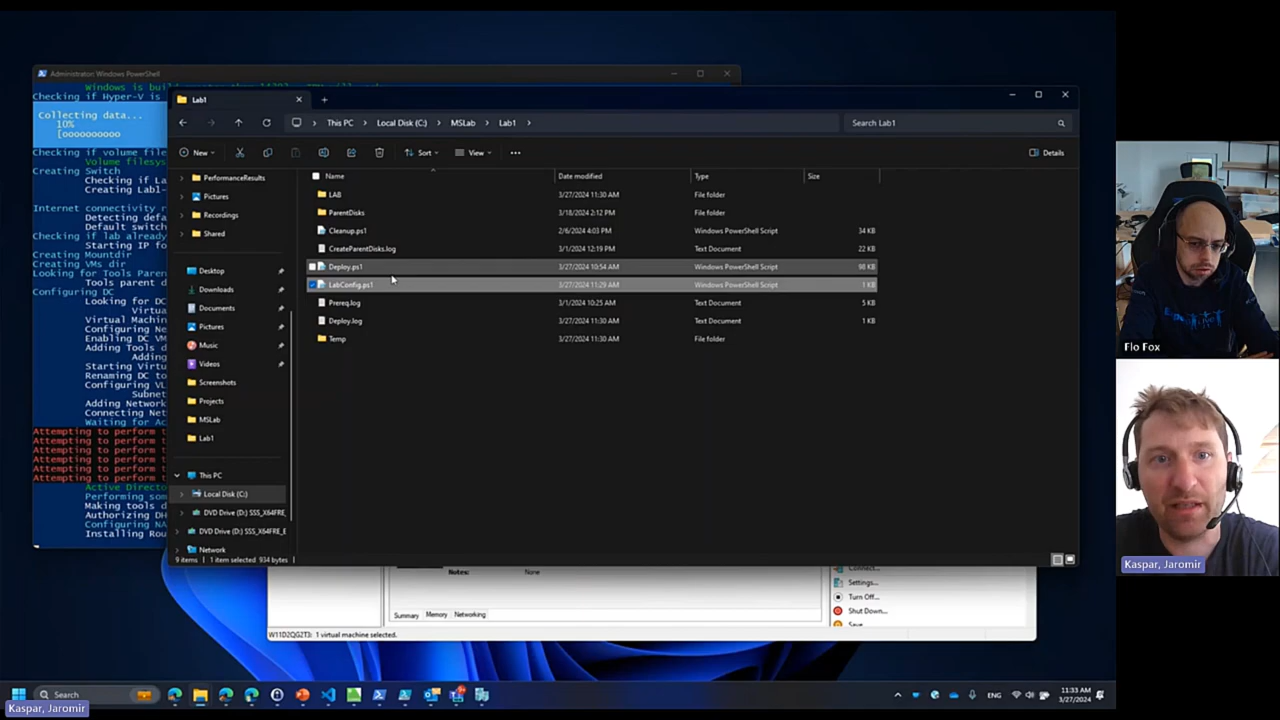 Administrator: Windows PowerShell
Checking if Hyper-V is
Collecting data...
10%
[oooooooooo
Checking if volume
Volume filesys
Creating Switch
Checking if La
Creating Lab1-
Internet connectivity
Detecting defa
Default switch
Checking if lab
Starting IP fo
Creating Mountdir
Creating VMs dir
Looking for Tools Paren
Tools parent d
Configuring DC
Looking for DC
Virtua
Virtual Machin
Configuring Ne
Enabling DC VM
Adding Tools d
Adding
Starting Virtu
Renaming DC to
Configuring VL
Subnet
Adding Network
Connecting Net
Waiting for Ac
Attempting to perform t
Attempting to perform t
Attempting to perform t
Attempting to perform t
Attempting to perform t
Attempting to perform t
Active Directo
Performing som
Making tools d
Authorizing DH
Configuring NA
Installing Rou
Lab1
This PC > Local Disk (C:) > MSLab > Lab1 >
Search Lab1
New
Sort
View
Details
PerformanceResults
Pictures
Recordings
Shared
Desktop
Downloads
Documents
Pictures
Music
Videos
Screenshots
Projects
MSLab
Lab1
This PC
Local Disk (C:)
DVD Drive (D:) SSS_X64FRE_
DVD Drive (D:) SSS_X64FRE_E
Network
9 items 1 item selected 934 bytes
Name Date modified Type Size
LAB 3/27/2024 11:30 AM File folder
ParentDisks 3/18/2024 2:12 PM File folder
Cleanup.ps1 2/6/2024 4:03 PM Windows PowerShell Script 34 KB
CreateParentDisks.log 3/1/2024 12:19 PM Text Document 22 KB
Deploy.ps1 3/27/2024 10:54 AM Windows PowerShell Script 98 KB
LabConfig.ps1 3/27/2024 11:29 AM Windows PowerShell Script 1 KB
Prereq.log 3/1/2024 10:25 AM Text Document 5 KB
Deploy.log 3/27/2024 11:30 AM Text Document 1 KB
Temp 3/27/2024 11:30 AM File folder
Notes: None
Summary Memory Networking
W11D2QG2T3: 1 virtual machine selected.
Connect...
Settings...
Turn Off...
Shut Down...
Save
Search
ENG
11:33 AM
3/27/2024
Kaspar, Jaromir
Flo Fox
Kaspar, Jaromir